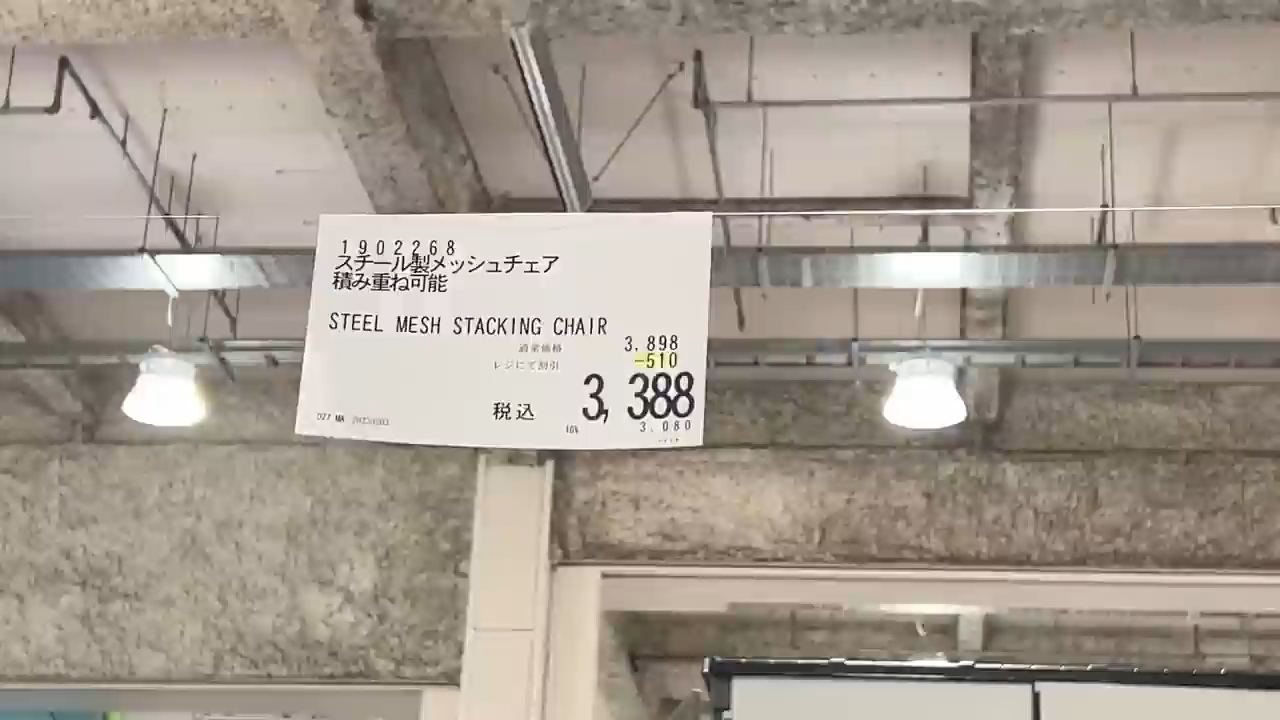 1902268
スチール製メッシュチェア
積み重ね可能
STEEL MESH STACKING CHAIR
通常価格 3,898
レジにて割引 -510
税込 3,388
10% 3,080
027 MA